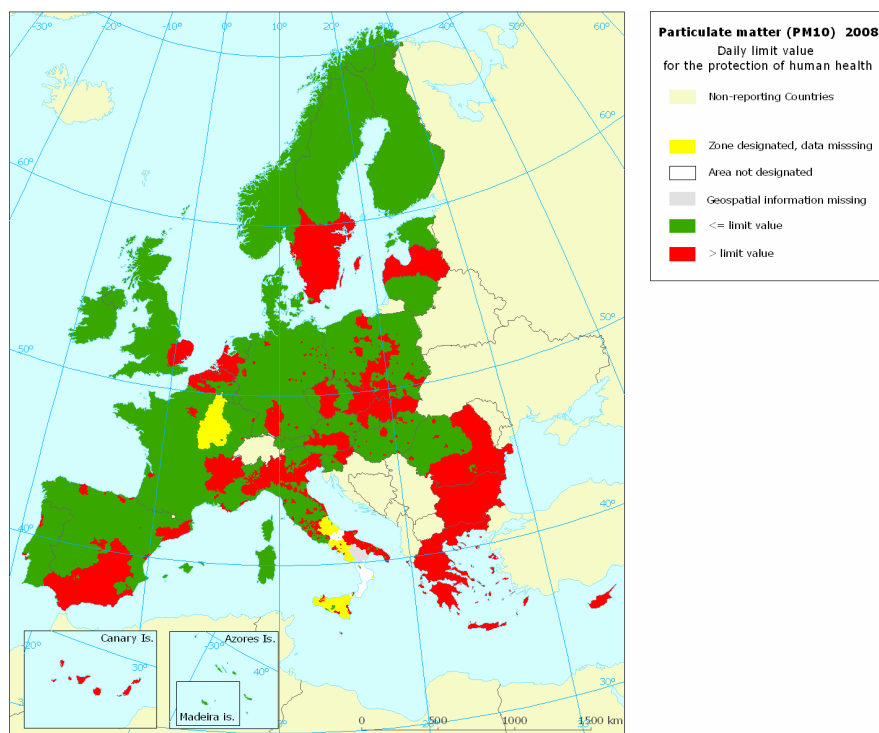 -30°
-20°
-10°
0°
10°
20°
30°
40°
50°
60°
60°
60°
50°
50°
40°
40°
30°
Canary Is.
-20°
30°
Azores Is.
-30°
40°
Madeira is.
0
500
1000
1500 km
Particulate matter (PM10) 2008
Daily limit value
for the protection of human health
Non-reporting Countries
Zone designated, data misssing
Area not designated
Geospatial information missing
<= limit value
> limit value